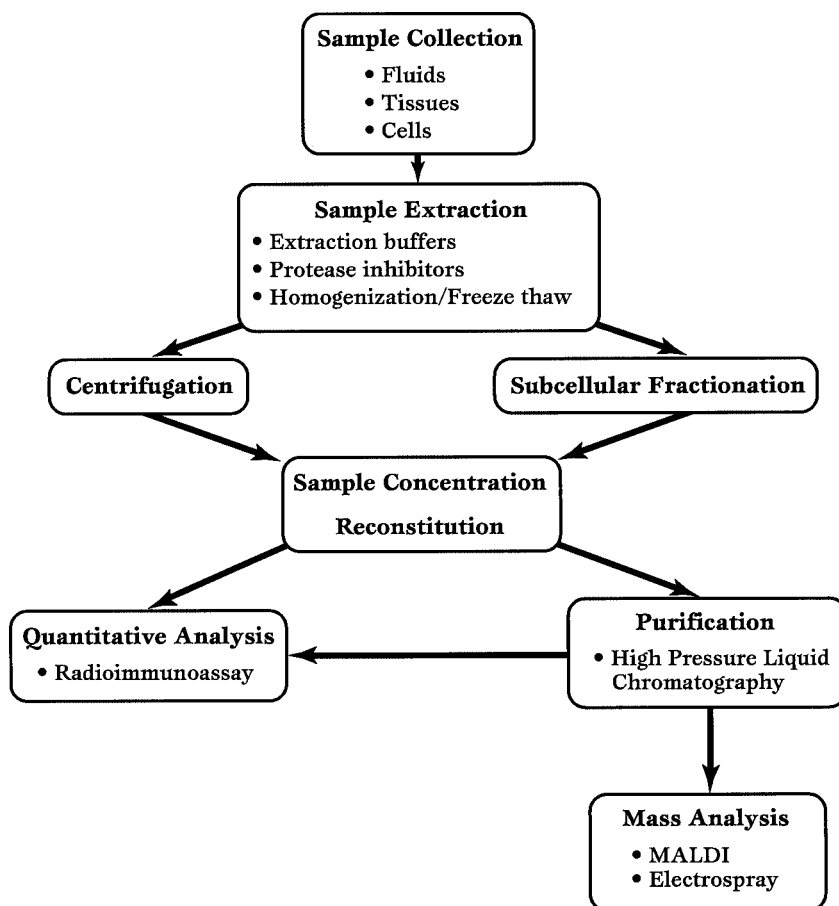 Sample Collection
• Fluids
• Tissues
• Cells
Sample Extraction
• Extraction buffers
• Protease inhibitors
• Homogenization/Freeze thaw
Centrifugation
Subcellular Fractionation
Sample Concentration
Reconstitution
Quantitative Analysis
• Radioimmunoassay
Purification
• High Pressure Liquid
Chromatography
Mass Analysis
• MALDI
• Electrospray